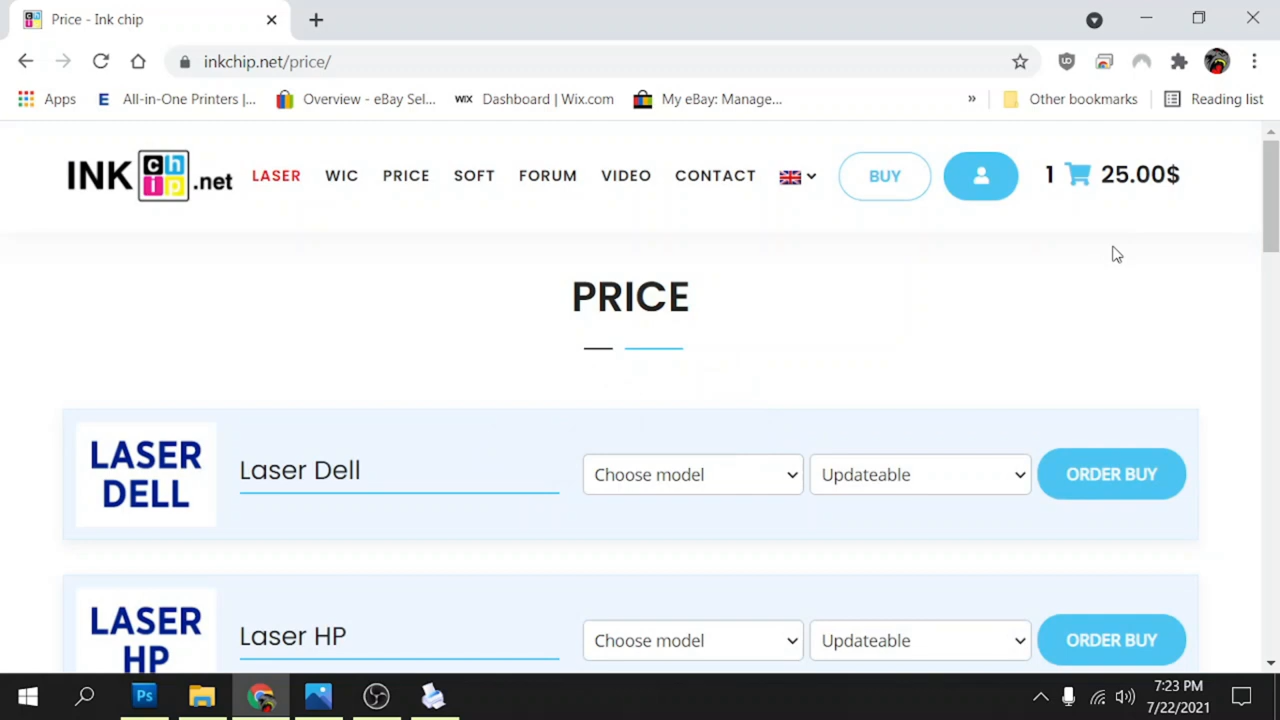 Price - Ink chip
inkchip.net/price/
Apps
E All-in-One Printers |...
Overview - eBay Sel...
WIX Dashboard | Wix.com
My eBay: Manage...
»
Other bookmarks
Reading list
INK chip .net
LASER WIC PRICE SOFT FORUM VIDEO CONTACT
BUY
1 25.00$
PRICE
LASER DELL
Laser Dell
Choose model
Updateable
ORDER BUY
LASER HP
Laser HP
Choose model
Updateable
ORDER BUY
Ps
7:23 PM
7/22/2021